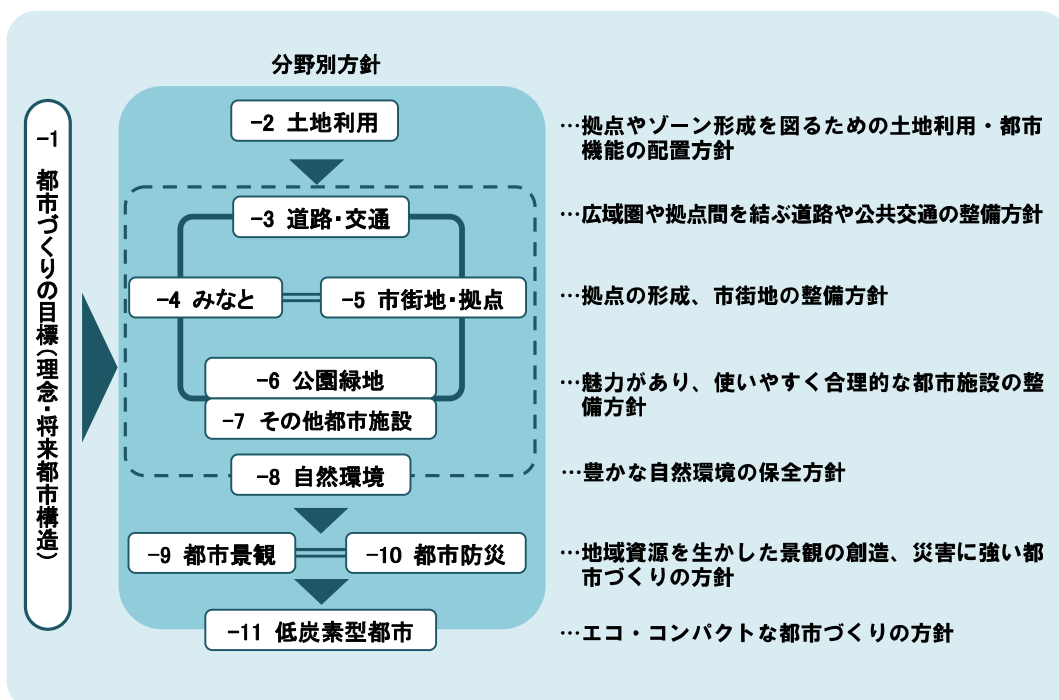 分野別方針
-1 都市づくりの目標（理念・将来都市構造）
-2 土地利用
…拠点やゾーン形成を図るための土地利用・都市
機能の配置方針
-3 道路・交通
…広域圏や拠点間を結ぶ道路や公共交通の整備方針
-4 みなと
-5 市街地・拠点
…拠点の形成、市街地の整備方針
-6 公園緑地
-7 その他都市施設
…魅力があり、使いやすく合理的な都市施設の整
備方針
-8 自然環境
…豊かな自然環境の保全方針
-9 都市景観
-10 都市防災
…地域資源を生かした景観の創造、災害に強い都
市づくりの方針
-11 低炭素型都市
…エコ・コンパクトな都市づくりの方針